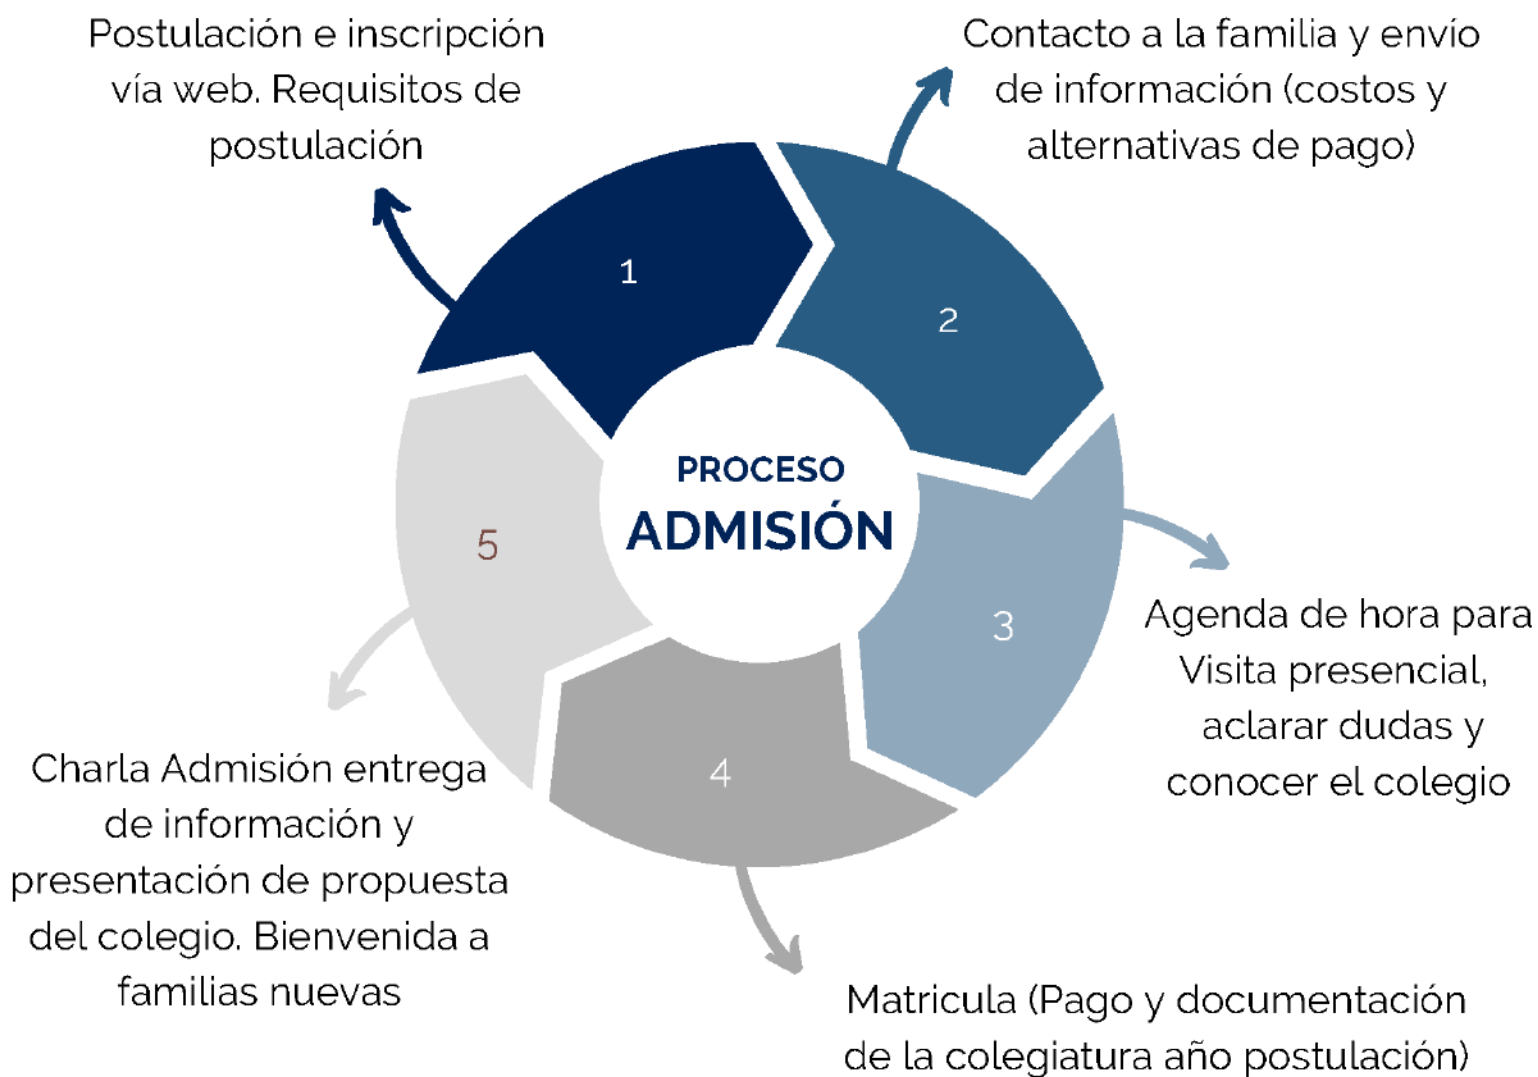 Postulación e inscripción
vía web. Requisitos de
postulación
Contacto a la familia y envío
de información (costos y
alternativas de pago)
1
2
PROCESO
ADMISIÓN
5
3
4
Agenda de hora para
Visita presencial,
aclarar dudas y
conocer el colegio
Charla Admisión entrega
de información y
presentación de propuesta
del colegio. Bienvenida a
familias nuevas
Matricula (Pago y documentación
de la colegiatura año postulación)